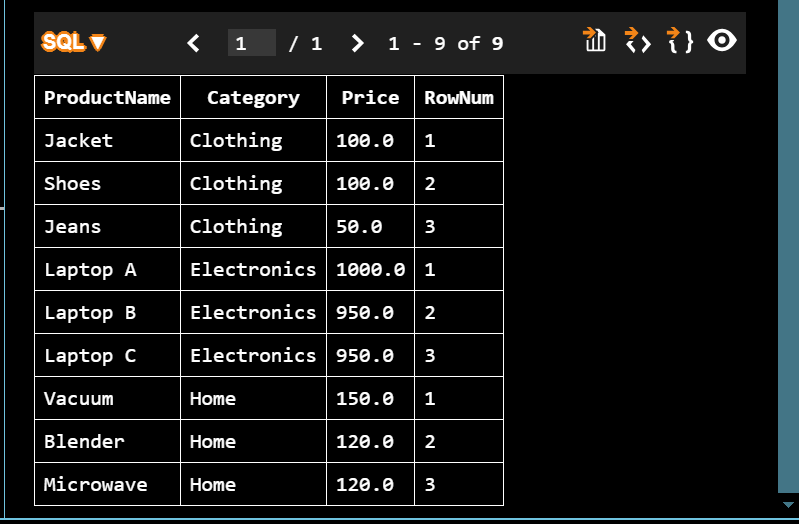 SQL 1 / 1 1 - 9 of 9
ProductName Category Price RowNum
Jacket Clothing 100.0 1
Shoes Clothing 100.0 2
Jeans Clothing 50.0 3
Laptop A Electronics 1000.0 1
Laptop B Electronics 950.0 2
Laptop C Electronics 950.0 3
Vacuum Home 150.0 1
Blender Home 120.0 2
Microwave Home 120.0 3